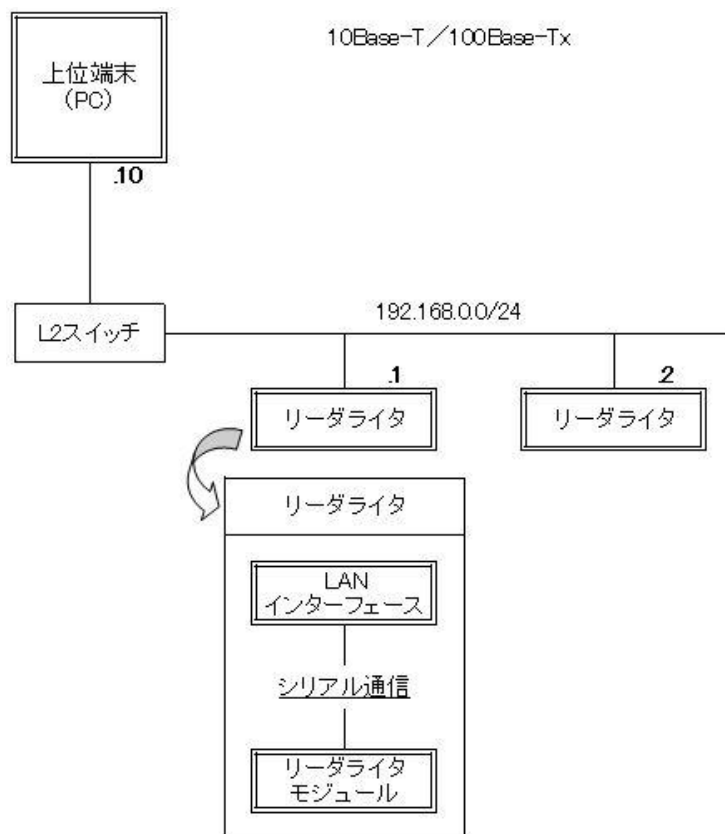 10Base-T／100Base-Tx
上位端末
(PC)
.10
L2スイッチ
192.168.0.0/24
.1
.2
リーダライタ
リーダライタ
リーダライタ
LAN
インターフェース
シリアル通信
リーダライタ
モジュール